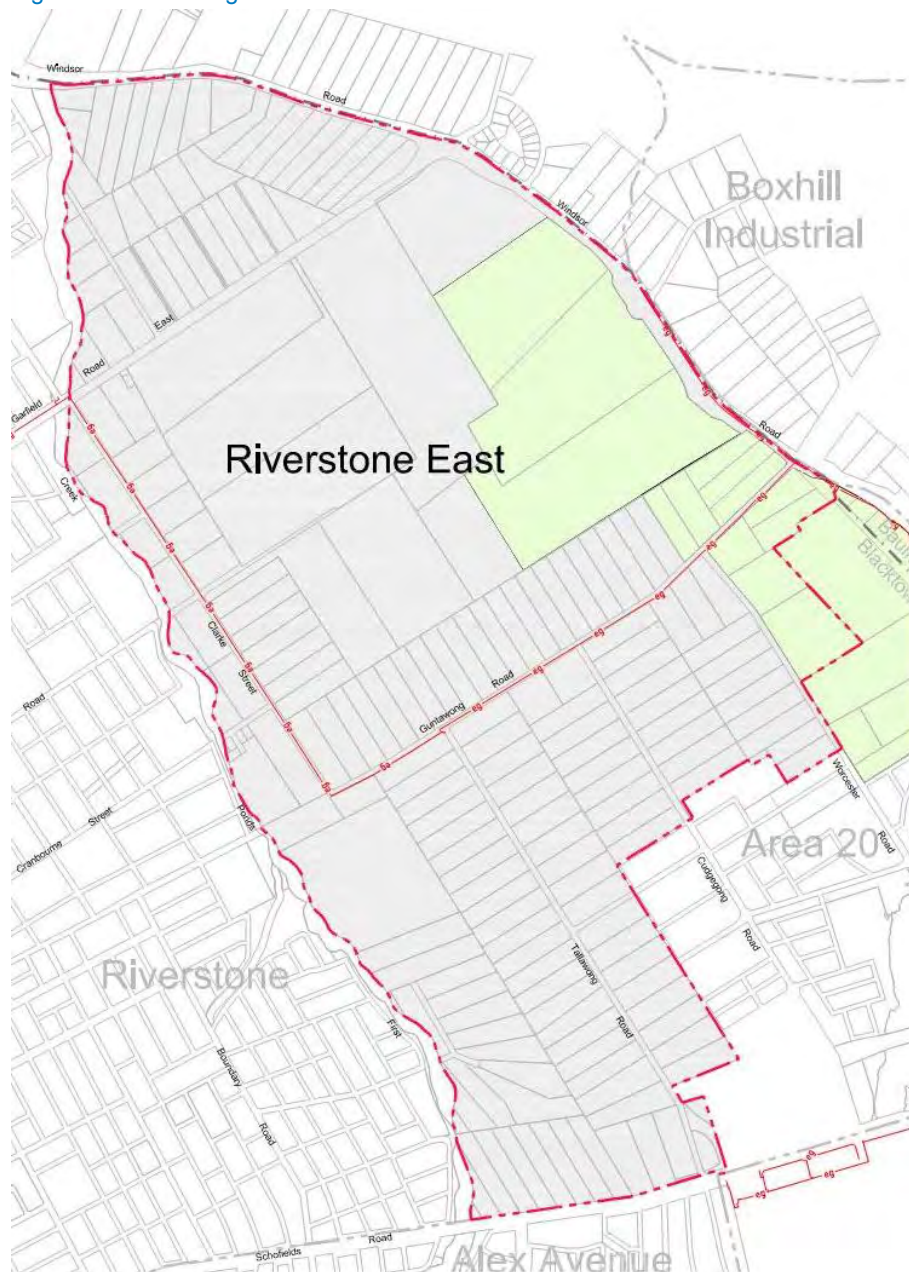 Windsor
Road
Boxhill
Industrial
Windsor
East
Road
Garfield
Road
Riverstone East
Creek
Clarke
Street
Road
Guntawong
Road
Cranbourne
Street
Ponds
Worcester
Road
Area 20
Cudgegong
Road
Tallawong
Road
Riverstone
First
Boundary
Road
Schofields
Road
Alex Avenue